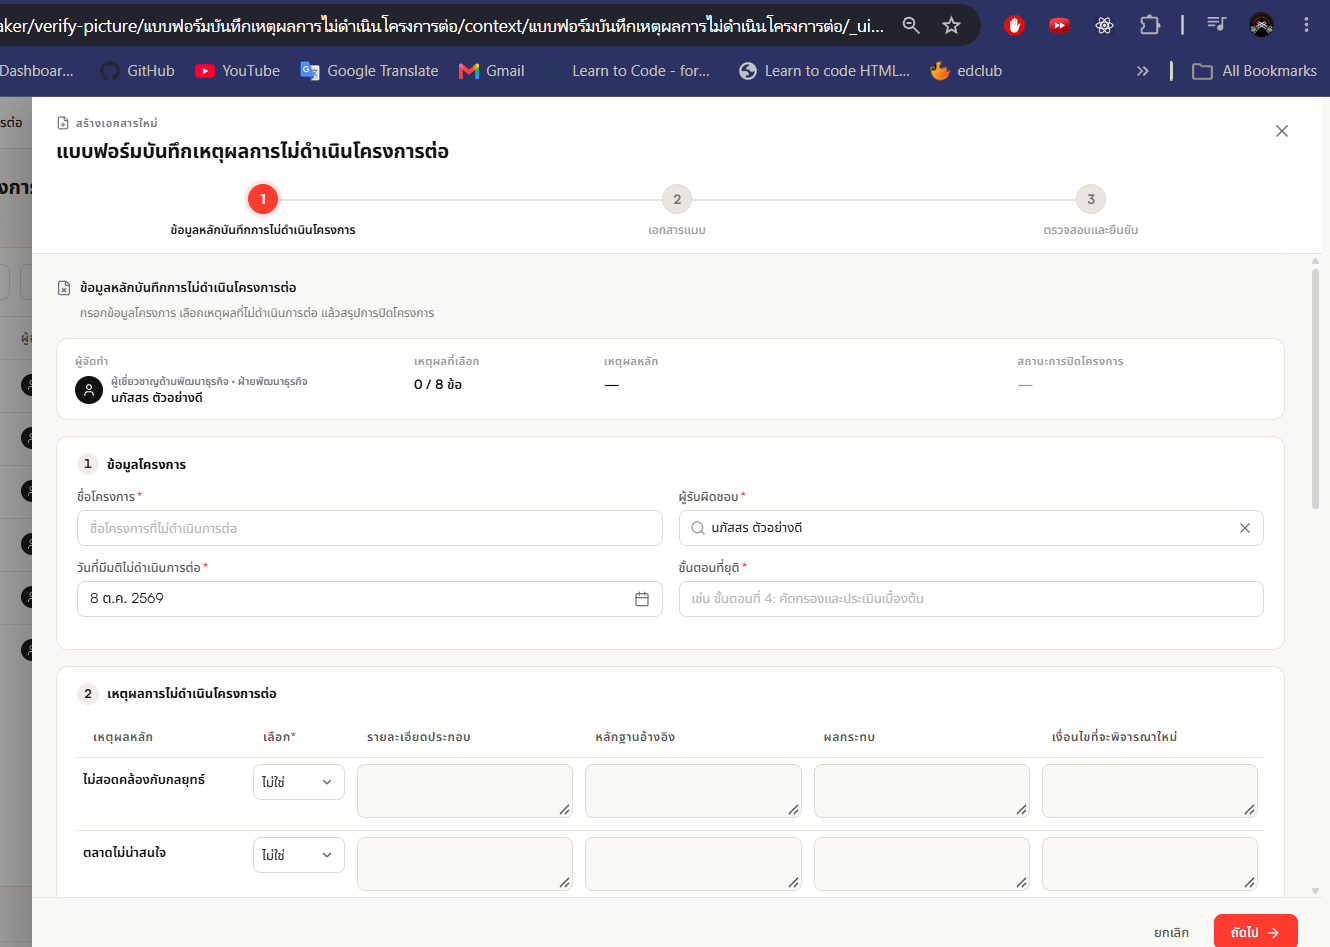 aker/verify-picture/แบบฟอร์มบันทึกเหตุผลการไม่ดำเนินโครงการต่อ/context/แบบฟอร์มบันทึกเหตุผลการไม่ดำเนินโครงการต่อ/_ui...
Dashboar... GitHub YouTube Google Translate Gmail Learn to Code - for... Learn to code HTML... edclub All Bookmarks
สร้างเอกสารใหม่
แบบฟอร์มบันทึกเหตุผลการไม่ดำเนินโครงการต่อ
1 2 3
ข้อมูลหลักบันทึกการไม่ดำเนินโครงการ เอกสารแนบ ตรวจสอบและยืนยัน
ข้อมูลหลักบันทึกการไม่ดำเนินโครงการต่อ
กรอกข้อมูลโครงการ เลือกเหตุผลที่ไม่ดำเนินการต่อ แล้วสรุปการปิดโครงการ
ผู้จัดทำ เหตุผลที่เลือก เหตุผลหลัก สถานะการปิดโครงการ
ผู้เชี่ยวชาญด้านพัฒนาธุรกิจ - ฝ่ายพัฒนาธุรกิจ 0 / 8 ข้อ — —
นภัสสร ตัวอย่างดี
1 ข้อมูลโครงการ
ชื่อโครงการ* ผู้รับผิดชอบ*
ชื่อโครงการที่ไม่ดำเนินการต่อ นภัสสร ตัวอย่างดี
วันที่มีมติไม่ดำเนินการต่อ* ขั้นตอนที่ยุติ*
8 ต.ค. 2569 เช่น ขั้นตอนที่ 4: คัดกรองและประเมินเบื้องต้น
2 เหตุผลการไม่ดำเนินโครงการต่อ
เหตุผลหลัก เลือก* รายละเอียดประกอบ หลักฐานอ้างอิง ผลกระทบ เงื่อนไขที่จะพิจารณาใหม่
ไม่สอดคล้องกับกลยุทธ์ ไม่ใช่
ตลาดไม่น่าสนใจ ไม่ใช่
ยกเลิก ถัดไป →